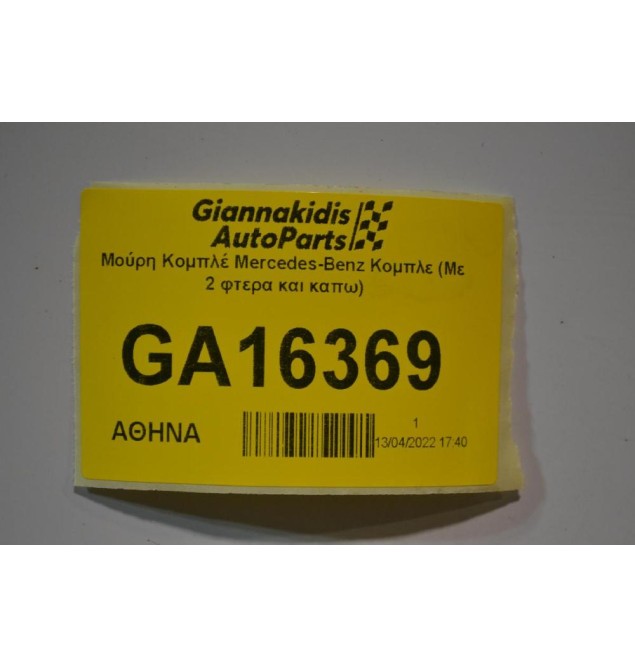 Giannakidis
AutoParts
Μούρη Κομπλέ Mercedes-Benz Κομπλε (Με
2 φτερα και καπω)
GA16369
ΑΘΗΝΑ
1
13/04/2022 17:40